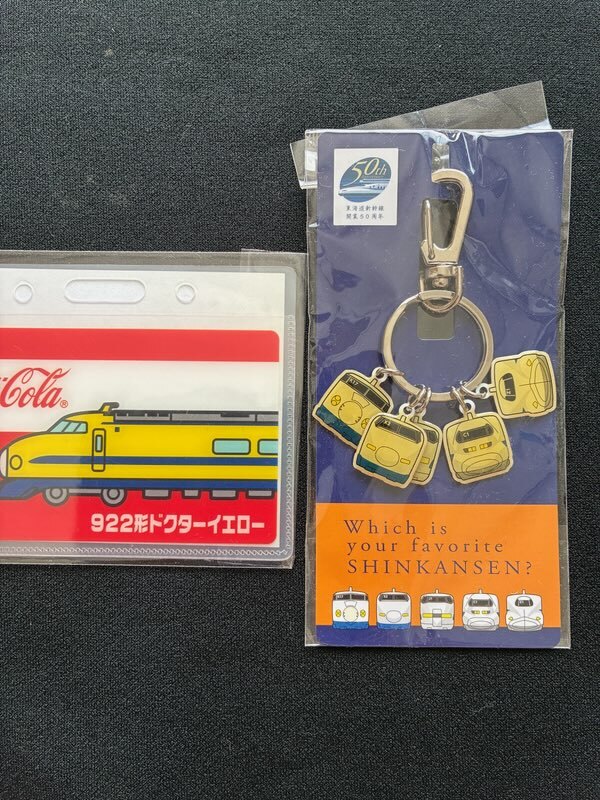 Cola®
922形ドクターイエロー
50th
東海道新幹線
開業50周年
Which is
your favorite
SHINKANSEN?